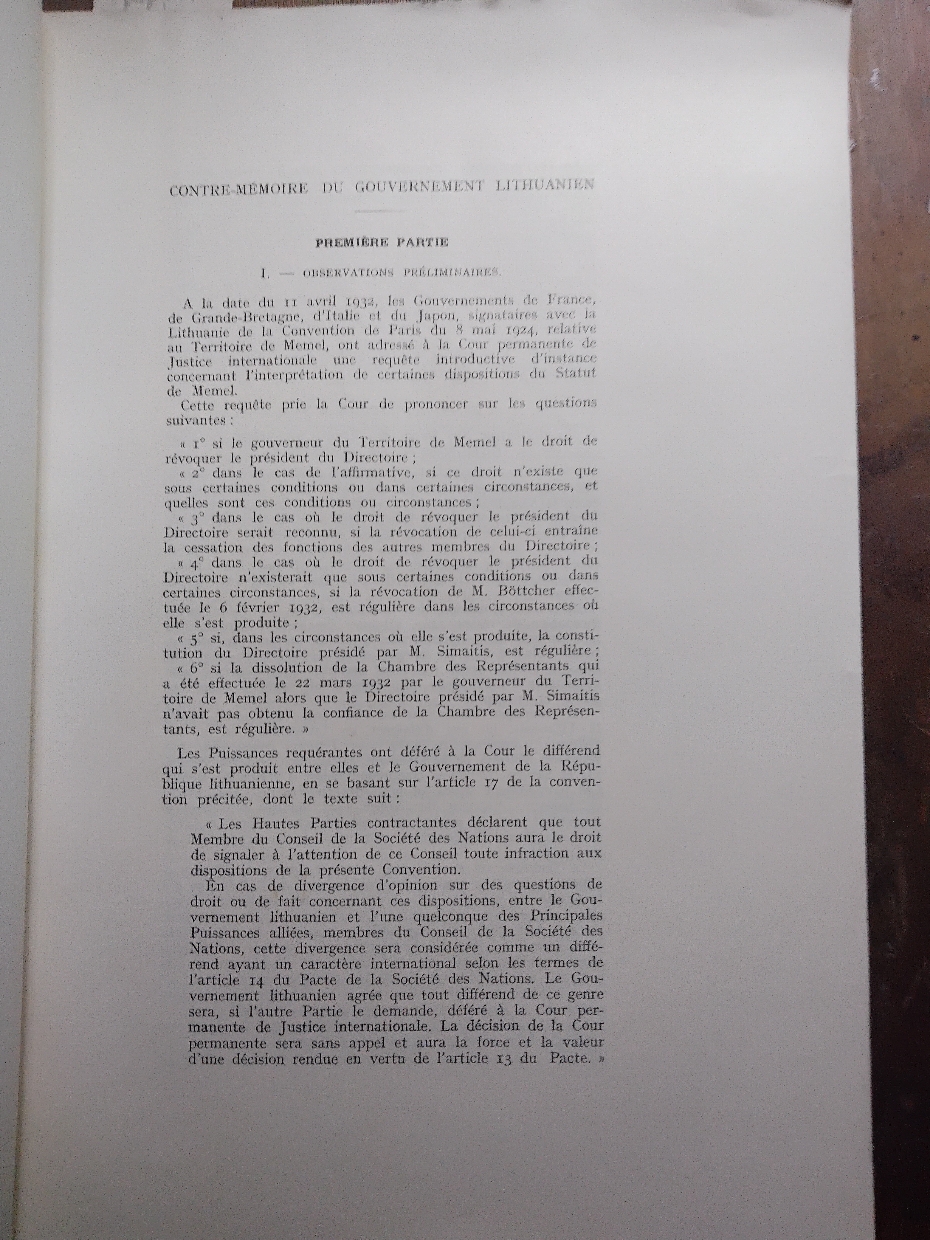 CONTRE-MÉMOIRE DU GOUVERNEMENT LITHUANIEN
PREMIÈRE PARTIE
I. — OBSERVATIONS PRÉLIMINAIRES.
A la date du 11 avril 1932, les Gouvernements de France,
de Grande-Bretagne, d'Italie et du Japon, signataires avec la
Lithuanie de la Convention de Paris du 8 mai 1924, relative
au Territoire de Memel, ont adressé à la Cour permanente de
Justice internationale une requête introductive d'instance
concernant l'interprétation de certaines dispositions du Statut
de Memel.
Cette requête prie la Cour de prononcer sur les questions
suivantes :
« 1° si le gouverneur du Territoire de Memel a le droit de
révoquer le président du Directoire ;
« 2° dans le cas de l'affirmative, si ce droit n'existe que
sous certaines conditions ou dans certaines circonstances, et
quelles sont ces conditions ou circonstances ;
« 3° dans le cas où le droit de révoquer le président du
Directoire serait reconnu, si la révocation de celui-ci entraîne
la cessation des fonctions des autres membres du Directoire ;
« 4° dans le cas où le droit de révoquer le président du
Directoire n'existerait que sous certaines conditions ou dans
certaines circonstances, si la révocation de M. Böttcher effec-
tuée le 6 février 1932, est régulière dans les circonstances où
elle s'est produite ;
« 5° si, dans les circonstances où elle s'est produite, la consti-
tution du Directoire présidé par M. Simaitis, est régulière ;
« 6° si la dissolution de la Chambre des Représentants qui
a été effectuée le 22 mars 1932 par le gouverneur du Terri-
toire de Memel alors que le Directoire présidé par M. Simaitis
n'avait pas obtenu la confiance de la Chambre des Représen-
tants, est régulière. »
Les Puissances requérantes ont déféré à la Cour le différend
qui s'est produit entre elles et le Gouvernement de la Répu-
blique lithuanienne, en se basant sur l'article 17 de la conven-
tion précitée, dont le texte suit :
« Les Hautes Parties contractantes déclarent que tout
Membre du Conseil de la Société des Nations aura le droit
de signaler à l'attention de ce Conseil toute infraction aux
dispositions de la présente Convention.
En cas de divergence d'opinion sur des questions de
droit ou de fait concernant ces dispositions, entre le Gou-
vernement lithuanien et l'une quelconque des Principales
Puissances alliées, membres du Conseil de la Société des
Nations, cette divergence sera considérée comme un diffé-
rend ayant un caractère international selon les termes de
l'article 14 du Pacte de la Société des Nations. Le Gou-
vernement lithuanien agrée que tout différend de ce genre
sera, si l'autre Partie le demande, déféré à la Cour per-
manente de Justice internationale. La décision de la Cour
permanente sera sans appel et aura la force et la valeur
d'une décision rendue en vertu de l'article 13 du Pacte. »